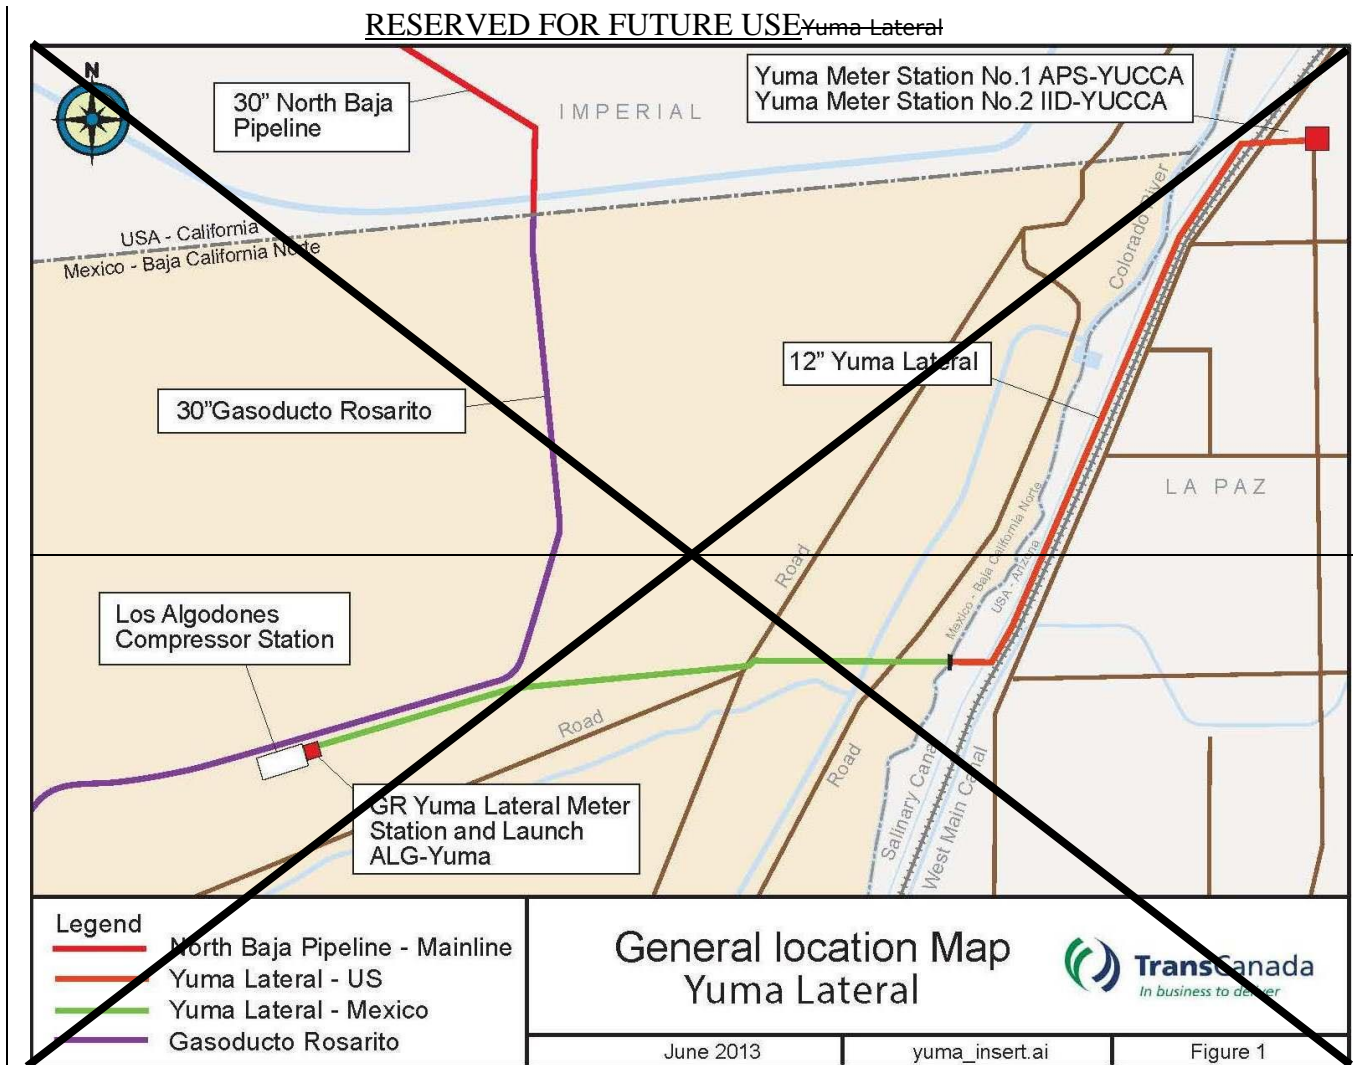 RESERVED FOR FUTURE USEYuma Lateral
N
30” North Baja
Pipeline
IMPERIAL
Yuma Meter Station No.1 APS-YUCCA
Yuma Meter Station No.2 IID-YUCCA
USA - California
Mexico - Baja California Norte
Colorado River
12” Yuma Lateral
30”Gasoducto Rosarito
LA PAZ
Mexico - Baja California Norte
USA - Arizona
Road
Los Algodones
Compressor Station
Road
Road
Salinary Canal
West Main Canal
GR Yuma Lateral Meter
Station and Launch
ALG-Yuma
Legend
North Baja Pipeline - Mainline
Yuma Lateral - US
Yuma Lateral - Mexico
Gasoducto Rosarito
General location Map
Yuma Lateral
TransCanada
In business to deliver
June 2013
yuma_insert.ai
Figure 1